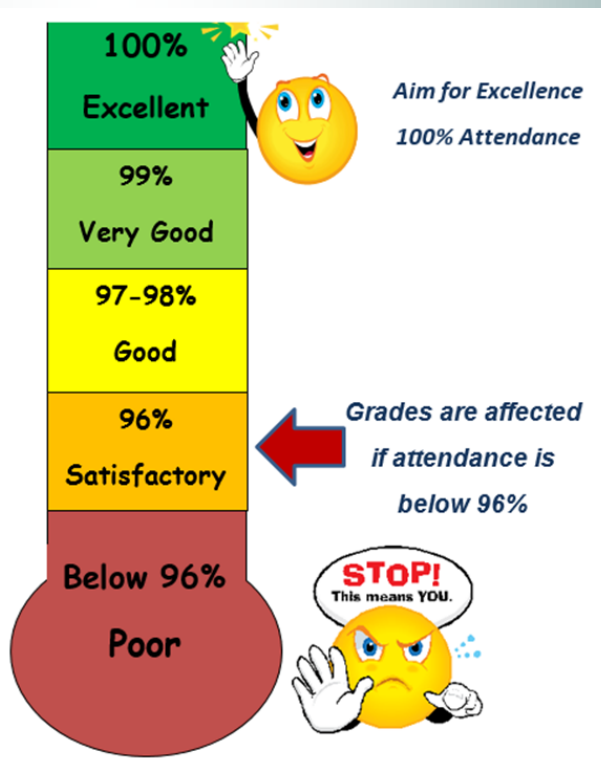 100%
Excellent
Aim for Excellence
100% Attendance
99%
Very Good
97-98%
Good
96%
Satisfactory
Grades are affected
if attendance is
below 96%
Below 96%
Poor
STOP!
This means YOU.